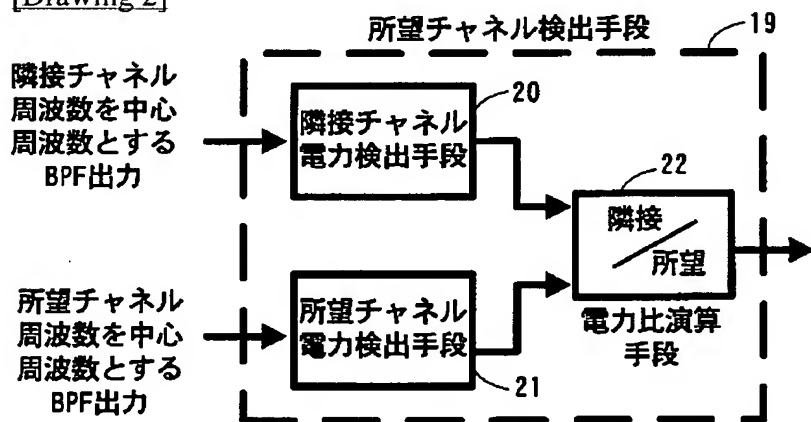 [Drawing 2]
所望チャネル検出手段
19
隣接チャネル
周波数を中心
周波数とする
BPF出力
20
隣接チャネル
電力検出手段
22
隣接
所望
電力比演算
手段
所望チャネル
周波数を中心
周波数とする
BPF出力
所望チャネル
電力検出手段
21